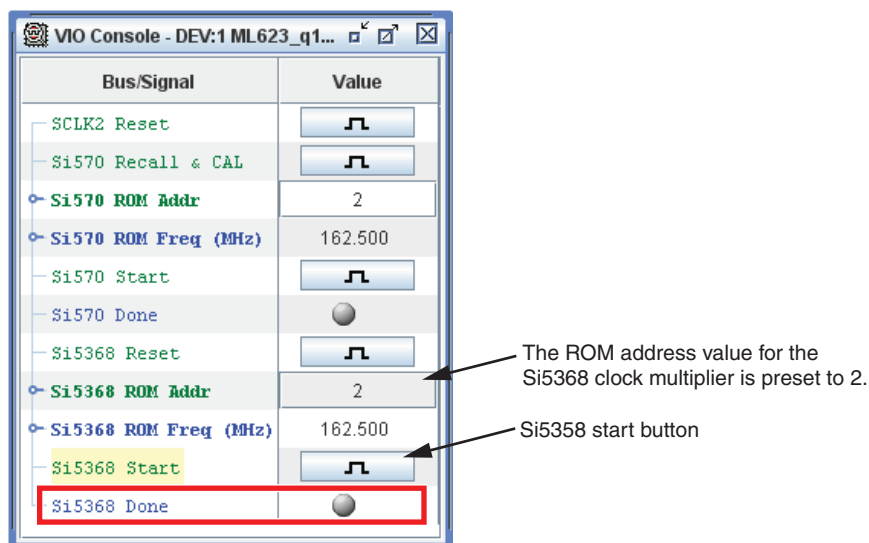 VIO Console - DEV:1 ML623_q1...
Bus/Signal Value
SCLK2 Reset
Si570 Recall & CAL
Si570 ROM Addr 2
Si570 ROM Freq (MHz) 162.500
Si570 Start
Si570 Done
Si5368 Reset
Si5368 ROM Addr 2
Si5368 ROM Freq (MHz) 162.500
Si5368 Start
Si5368 Done
The ROM address value for the
Si5368 clock multiplier is preset to 2.
Si5358 start button